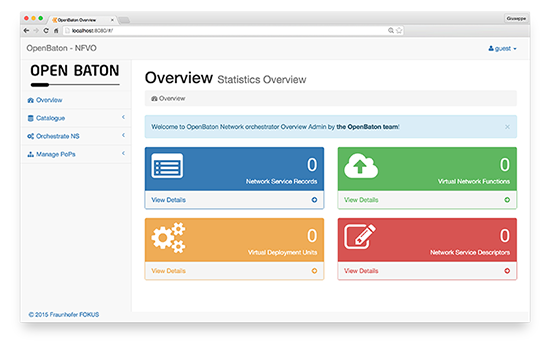 OpenBaton Overview
Giuseppe
localhost:8080/#/
OpenBaton - NFVO
guest
OPEN BATON
Overview
Catalogue
Orchestrate NS
Manage PoPs
Overview Statistics Overview
Overview
Welcome to OpenBaton Network orchestrator Overview Admin by the OpenBaton team!
0
Network Service Records
View Details
0
Virtual Network Functions
View Details
0
Virtual Deployment Units
View Details
0
Network Service Descriptors
View Details
© 2015 Fraunhofer FOKUS